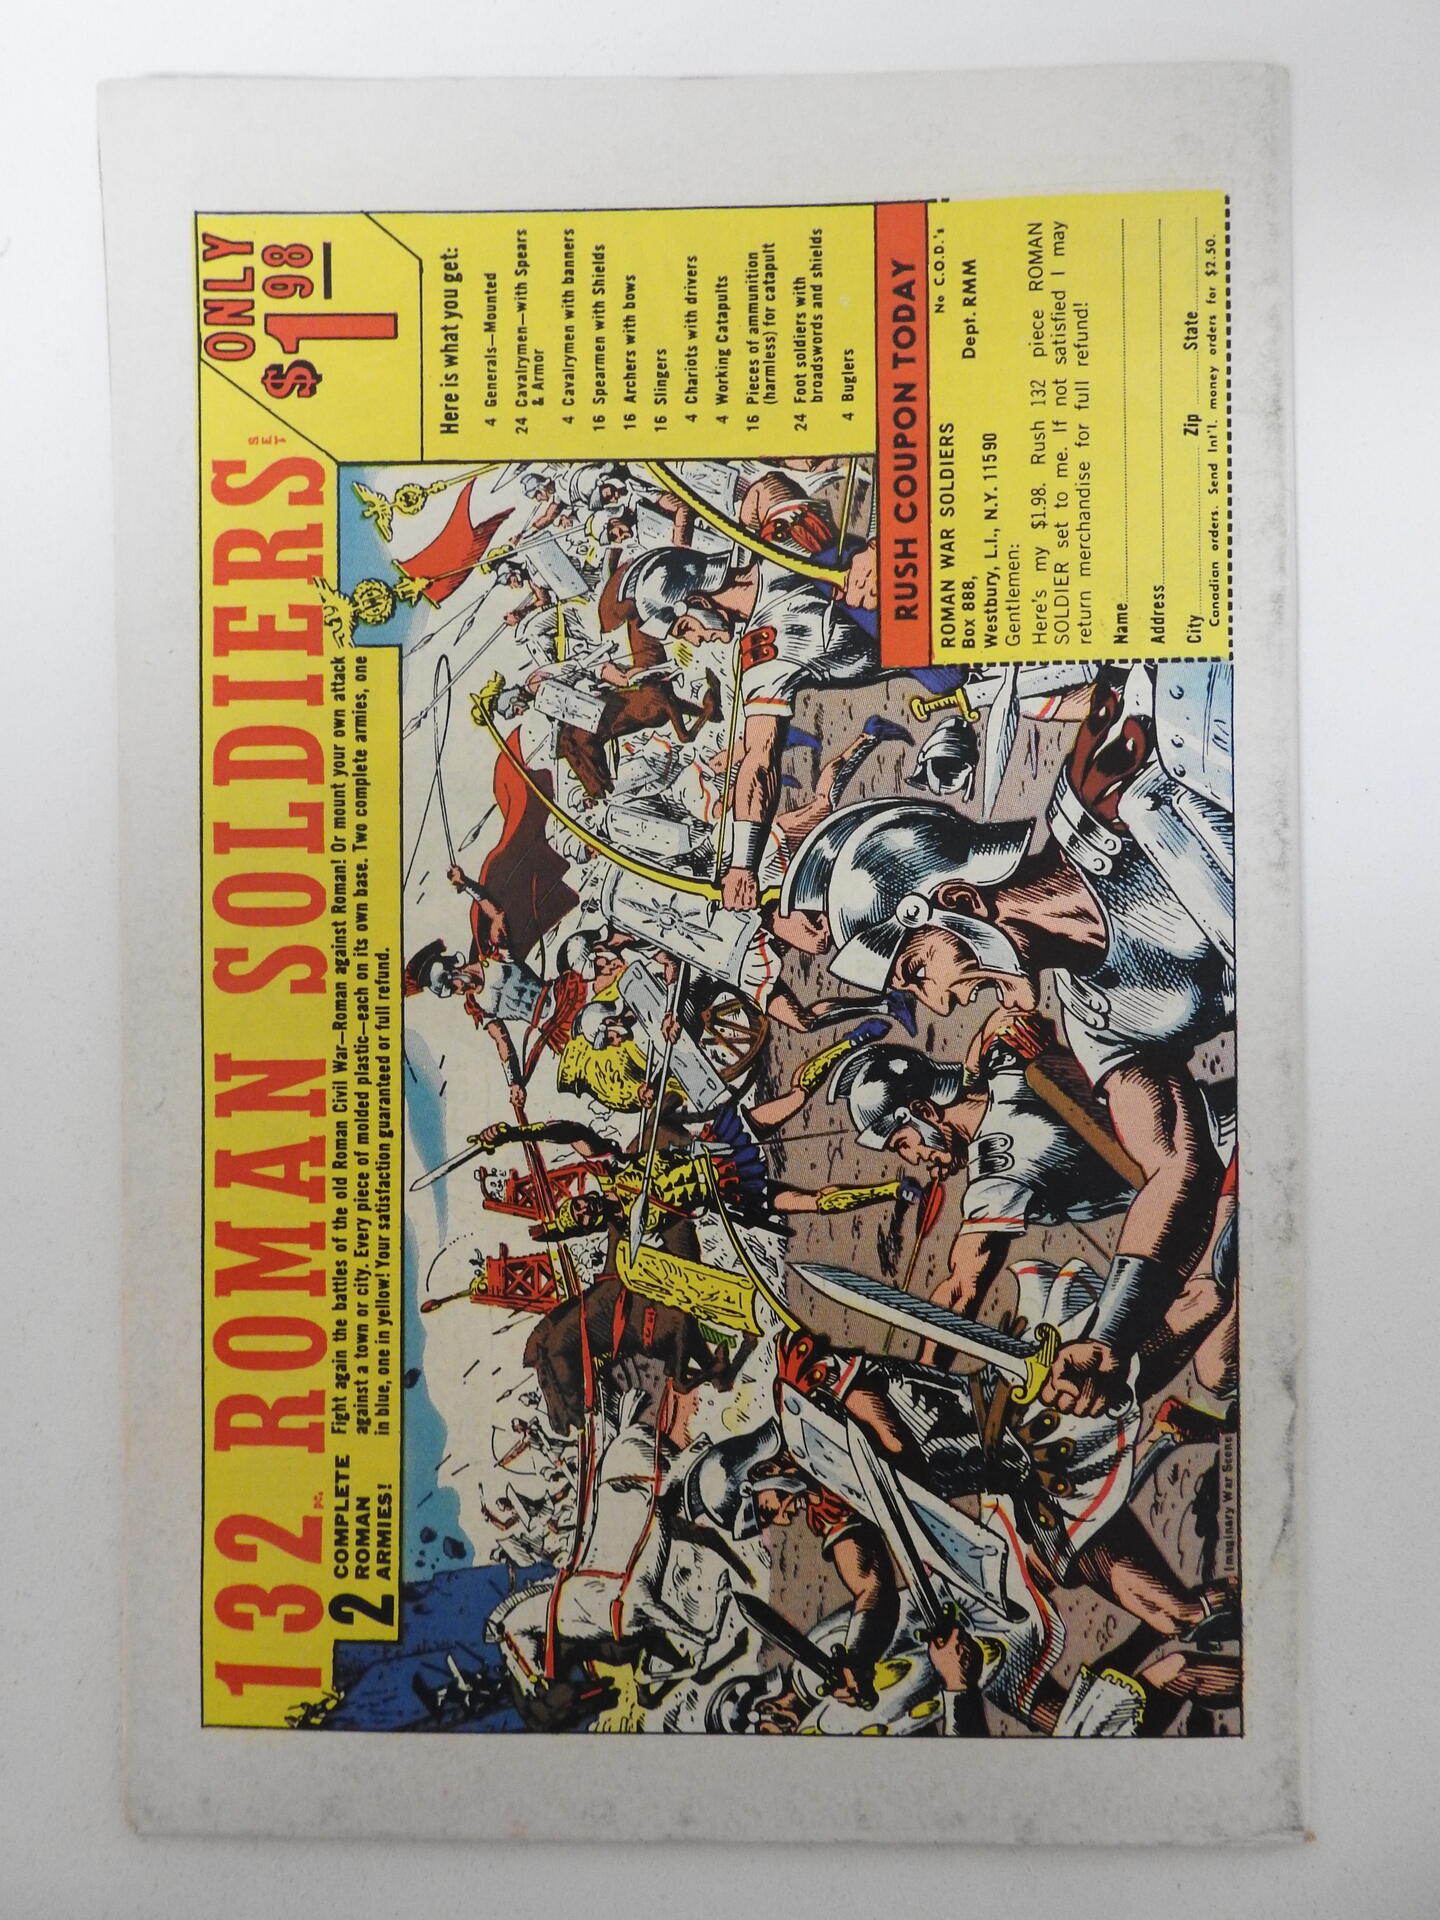 132 PC. ROMAN SOLDIERS SET
ONLY
$1.98
2 COMPLETE
ROMAN
ARMIES!
Fight again the battles of the old Roman Civil War—Roman against Roman! Or mount your own attack
against a town or city. Every piece of molded plastic—each on its own base. Two complete armies, one
in blue, one in yellow! Your satisfaction guaranteed or full refund.
Here is what you get:
4 Generals—Mounted
24 Cavalrymen—with Spears
& Armor
4 Cavalrymen with banners
16 Spearmen with Shields
16 Archers with bows
16 Slingers
4 Chariots with drivers
4 Working Catapults
16 Pieces of ammunition
(harmless) for catapult
24 Foot soldiers with
broadswords and shields
4 Buglers
RUSH COUPON TODAY
No C.O.D.'s
ROMAN WAR SOLDIERS
Box 888, Dept. RMM
Westbury, L.I., N.Y. 11590
Gentlemen:
Here's my $1.98. Rush 132 piece ROMAN
SOLDIER set to me. If not satisfied I may
return merchandise for full refund!
Name
Address
City Zip State
Canadian orders. Send Int'l. money orders for $2.50.
Imaginary War Scene